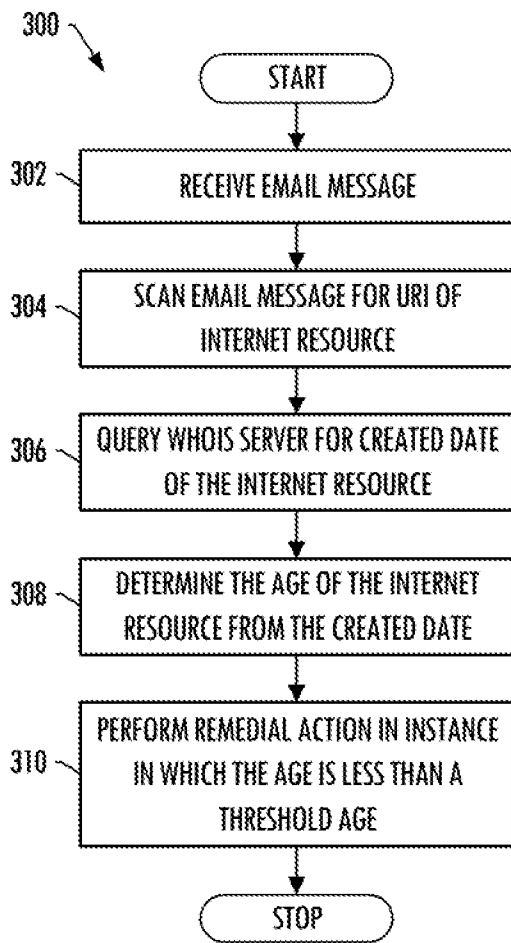 300
START
302
RECEIVE EMAIL MESSAGE
304
SCAN EMAIL MESSAGE FOR URI OF
INTERNET RESOURCE
306
QUERY WHOIS SERVER FOR CREATED DATE
OF THE INTERNET RESOURCE
308
DETERMINE THE AGE OF THE INTERNET
RESOURCE FROM THE CREATED DATE
310
PERFORM REMEDIAL ACTION IN INSTANCE
IN WHICH THE AGE IS LESS THAN A
THRESHOLD AGE
STOP